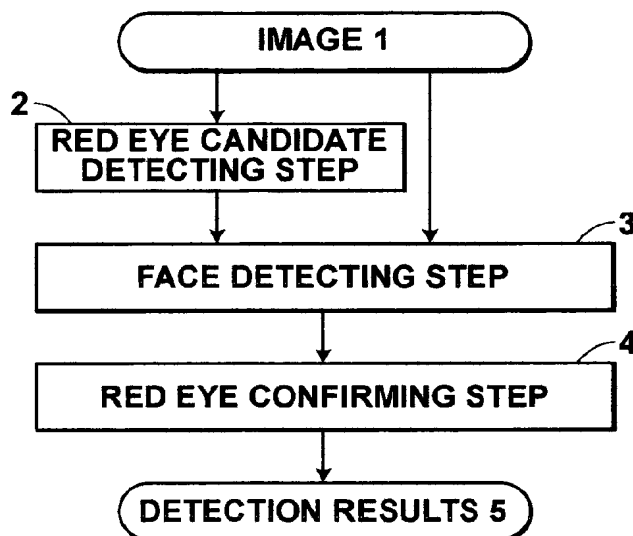 IMAGE 1
2
RED EYE CANDIDATE
DETECTING STEP
3
FACE DETECTING STEP
4
RED EYE CONFIRMING STEP
DETECTION RESULTS 5